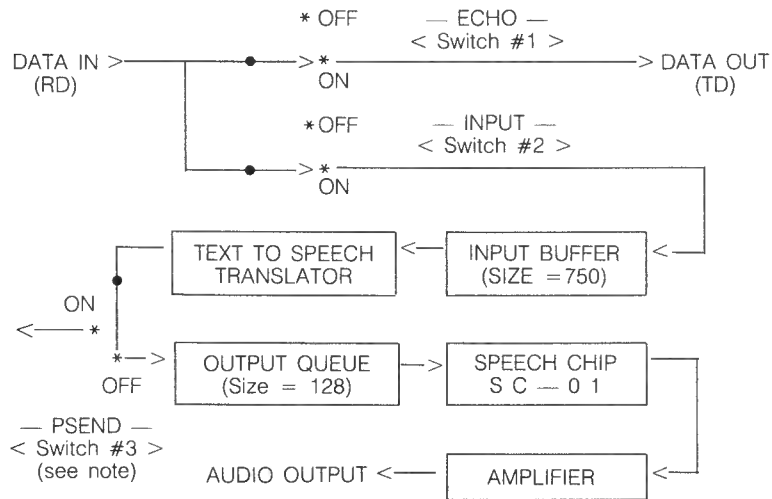 * OFF — ECHO —
< Switch #1 >
DATA IN > >* > DATA OUT
(RD) ON (TD)
* OFF — INPUT —
< Switch #2 >
>*
ON
TEXT TO SPEECH
TRANSLATOR
<
INPUT BUFFER
(SIZE = 750)
<
ON
< *
* >
OFF
OUTPUT QUEUE
(Size = 128)
>
SPEECH CHIP
S C — 0 1
— PSEND —
< Switch #3 >
(see note)
AUDIO OUTPUT <
AMPLIFIER
<